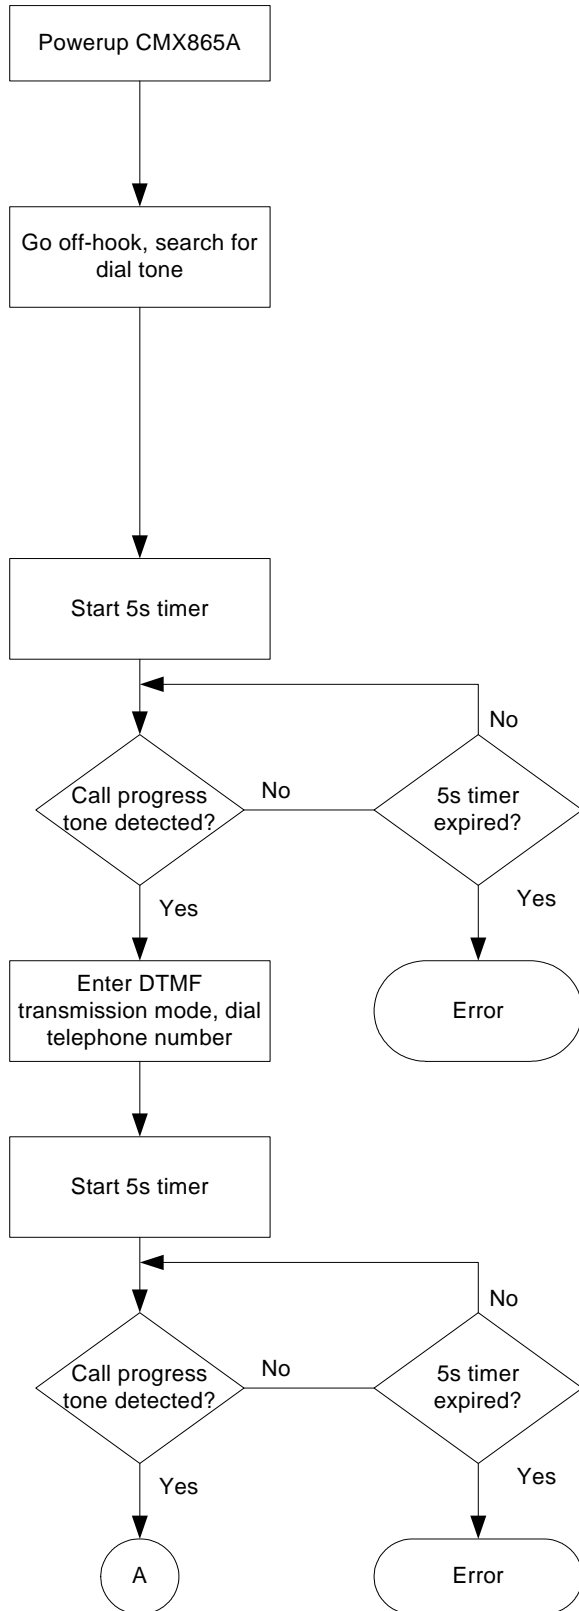 Powerup CMX865A
Go off-hook, search for
dial tone
Start 5s timer
No
Call progress
tone detected?
No
5s timer
expired?
Yes
Yes
Enter DTMF
transmission mode, dial
telephone number
Error
Start 5s timer
No
Call progress
tone detected?
No
5s timer
expired?
Yes
Yes
A
Error